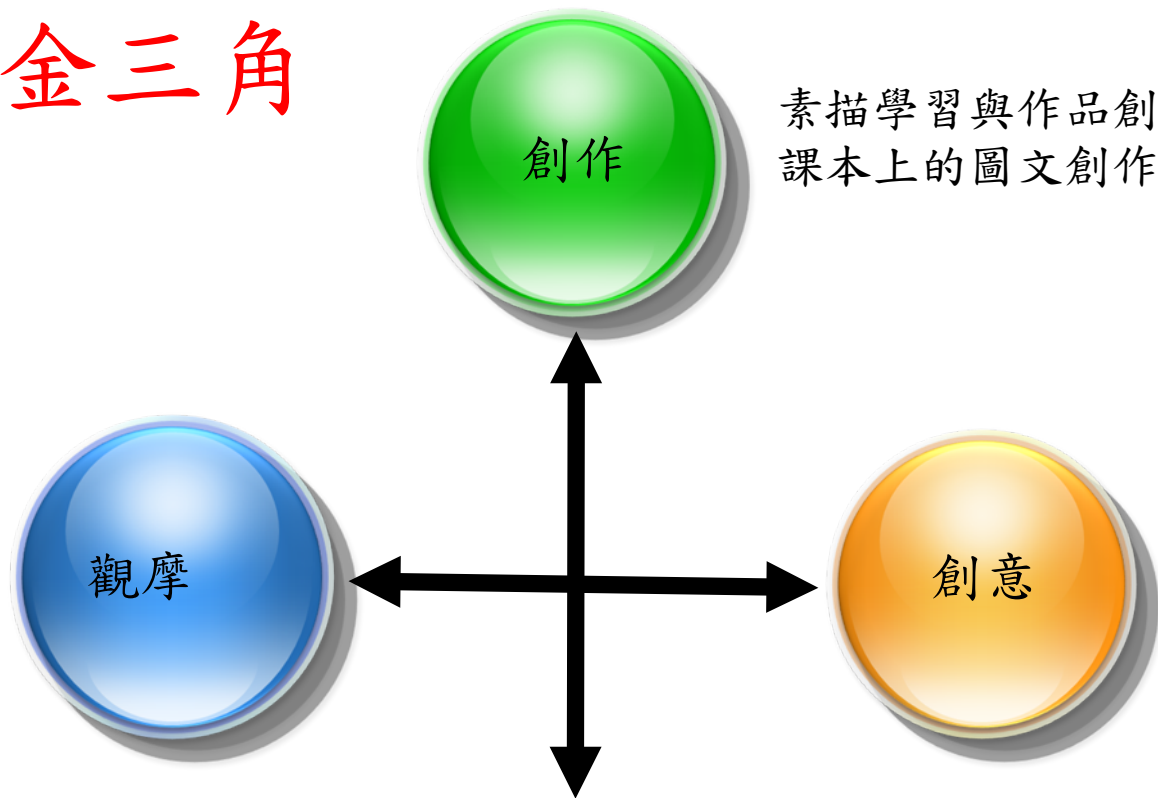 金三角
創作
素描學習與作品創
課本上的圖文創作
觀摩
創意